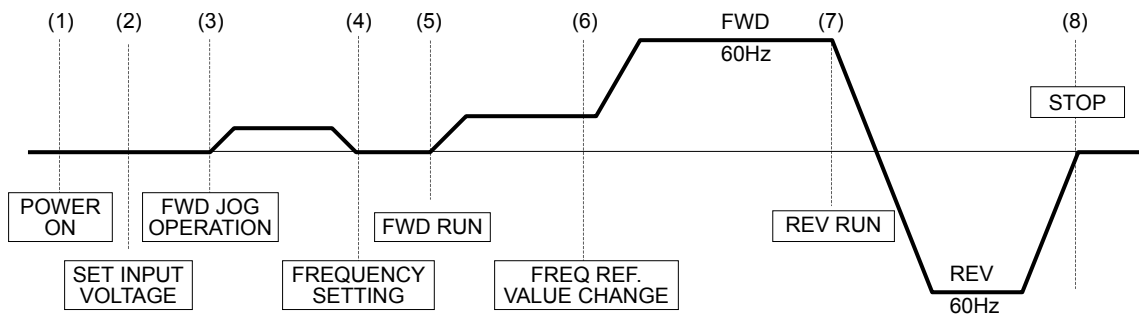 (1) (2) (3) (4) (5) (6) FWD (7) (8)
60Hz
STOP
POWER
ON
FWD JOG
OPERATION
FWD RUN
REV RUN
SET INPUT
VOLTAGE
FREQUENCY
SETTING
FREQ REF.
VALUE CHANGE
REV
60Hz